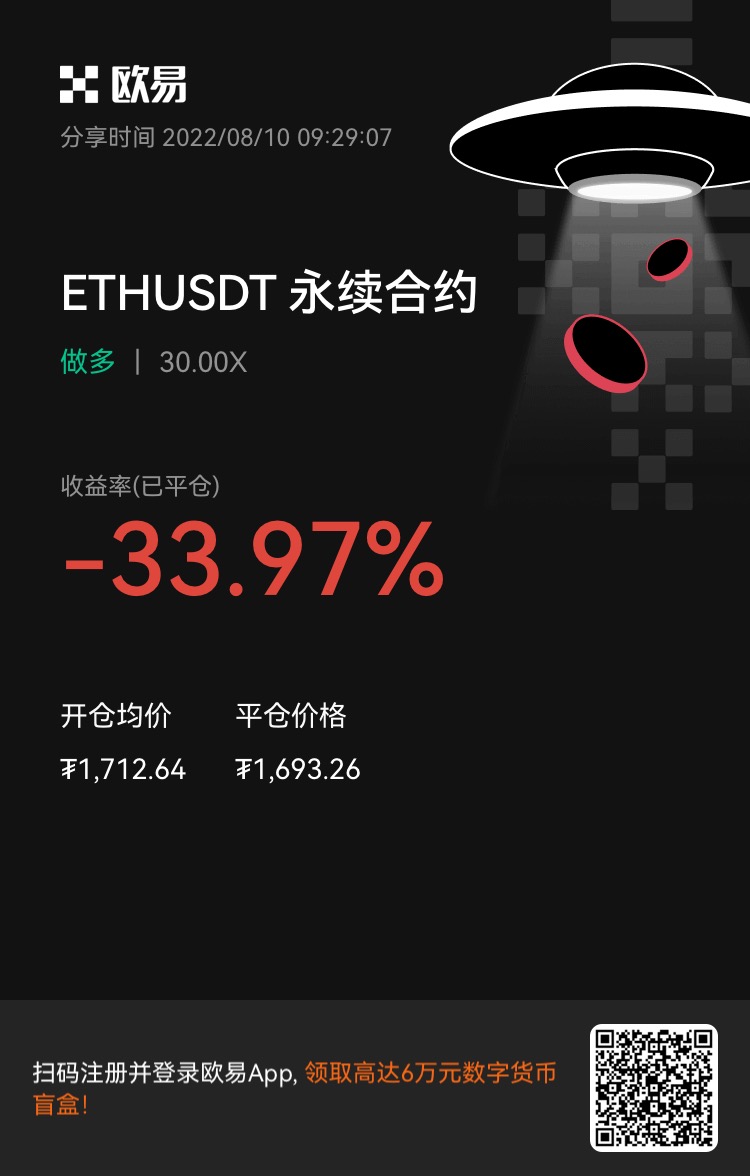 欧易
分享时间 2022/08/10 09:29:07
ETHUSDT 永续合约
做多 | 30.00X
收益率(已平仓)
-33.97%
开仓均价 平仓价格
₮1,712.64 ₮1,693.26
扫码注册并登录欧易App, 领取高达6万元数字货币
盲盒!